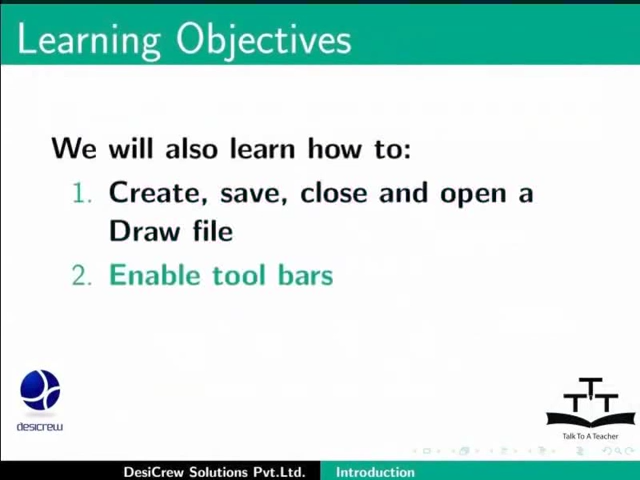 Learning Objectives
We will also learn how to:
1. Create, save, close and open a
Draw file
2. Enable tool bars
desicrew
TTT
Talk To A Teacher
DesiCrew Solutions Pvt.Ltd.
Introduction